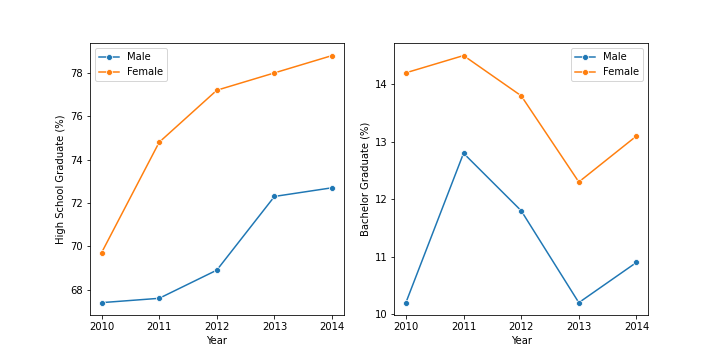 Male
Female
High School Graduate (%)
78
76
74
72
70
68
2010
2011
2012
2013
2014
Year
Male
Female
Bachelor Graduate (%)
14
13
12
11
10
2010
2011
2012
2013
2014
Year